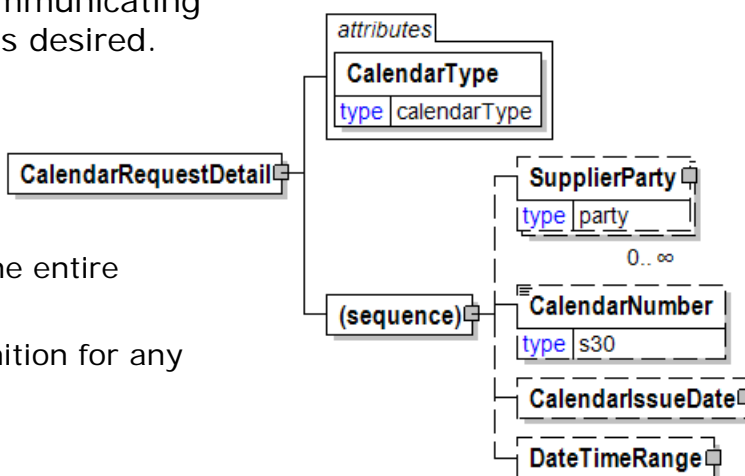 mmunicating
s desired.
attributes
CalendarType
type calendarType
CalendarRequestDetail
SupplierParty
type party
0.. ∞
ne entire
(sequence)
CalendarNumber
type s30
nition for any
CalendarIssueDate
DateTimeRange